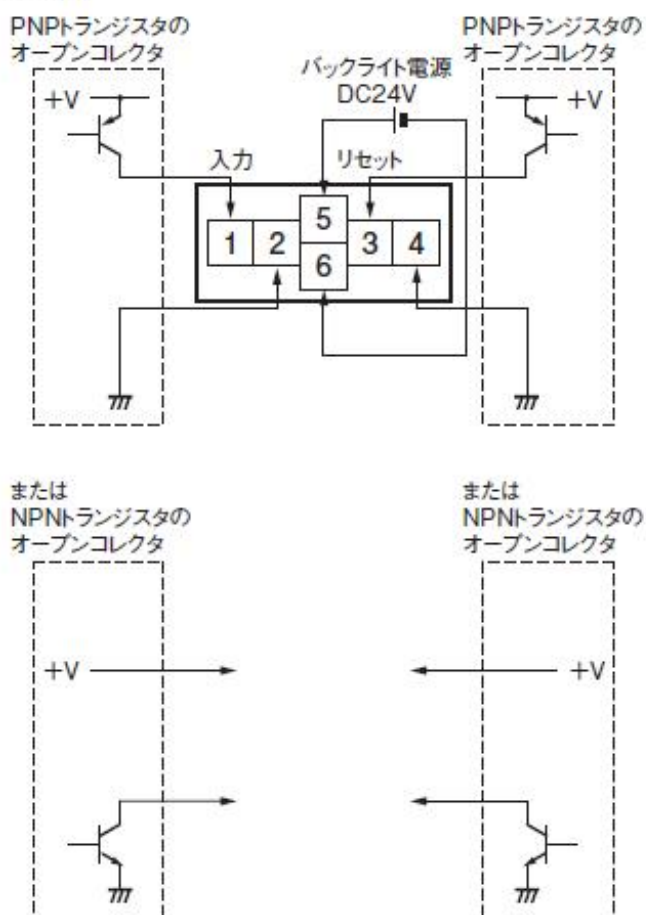 PNPトランジスタの
オープンコレクタ
PNPトランジスタの
オープンコレクタ
バックライト電源
DC24V
+V
+V
入力
リセット
1
2
5
6
3
4
または
NPNトランジスタの
オープンコレクタ
または
NPNトランジスタの
オープンコレクタ
+V
+V